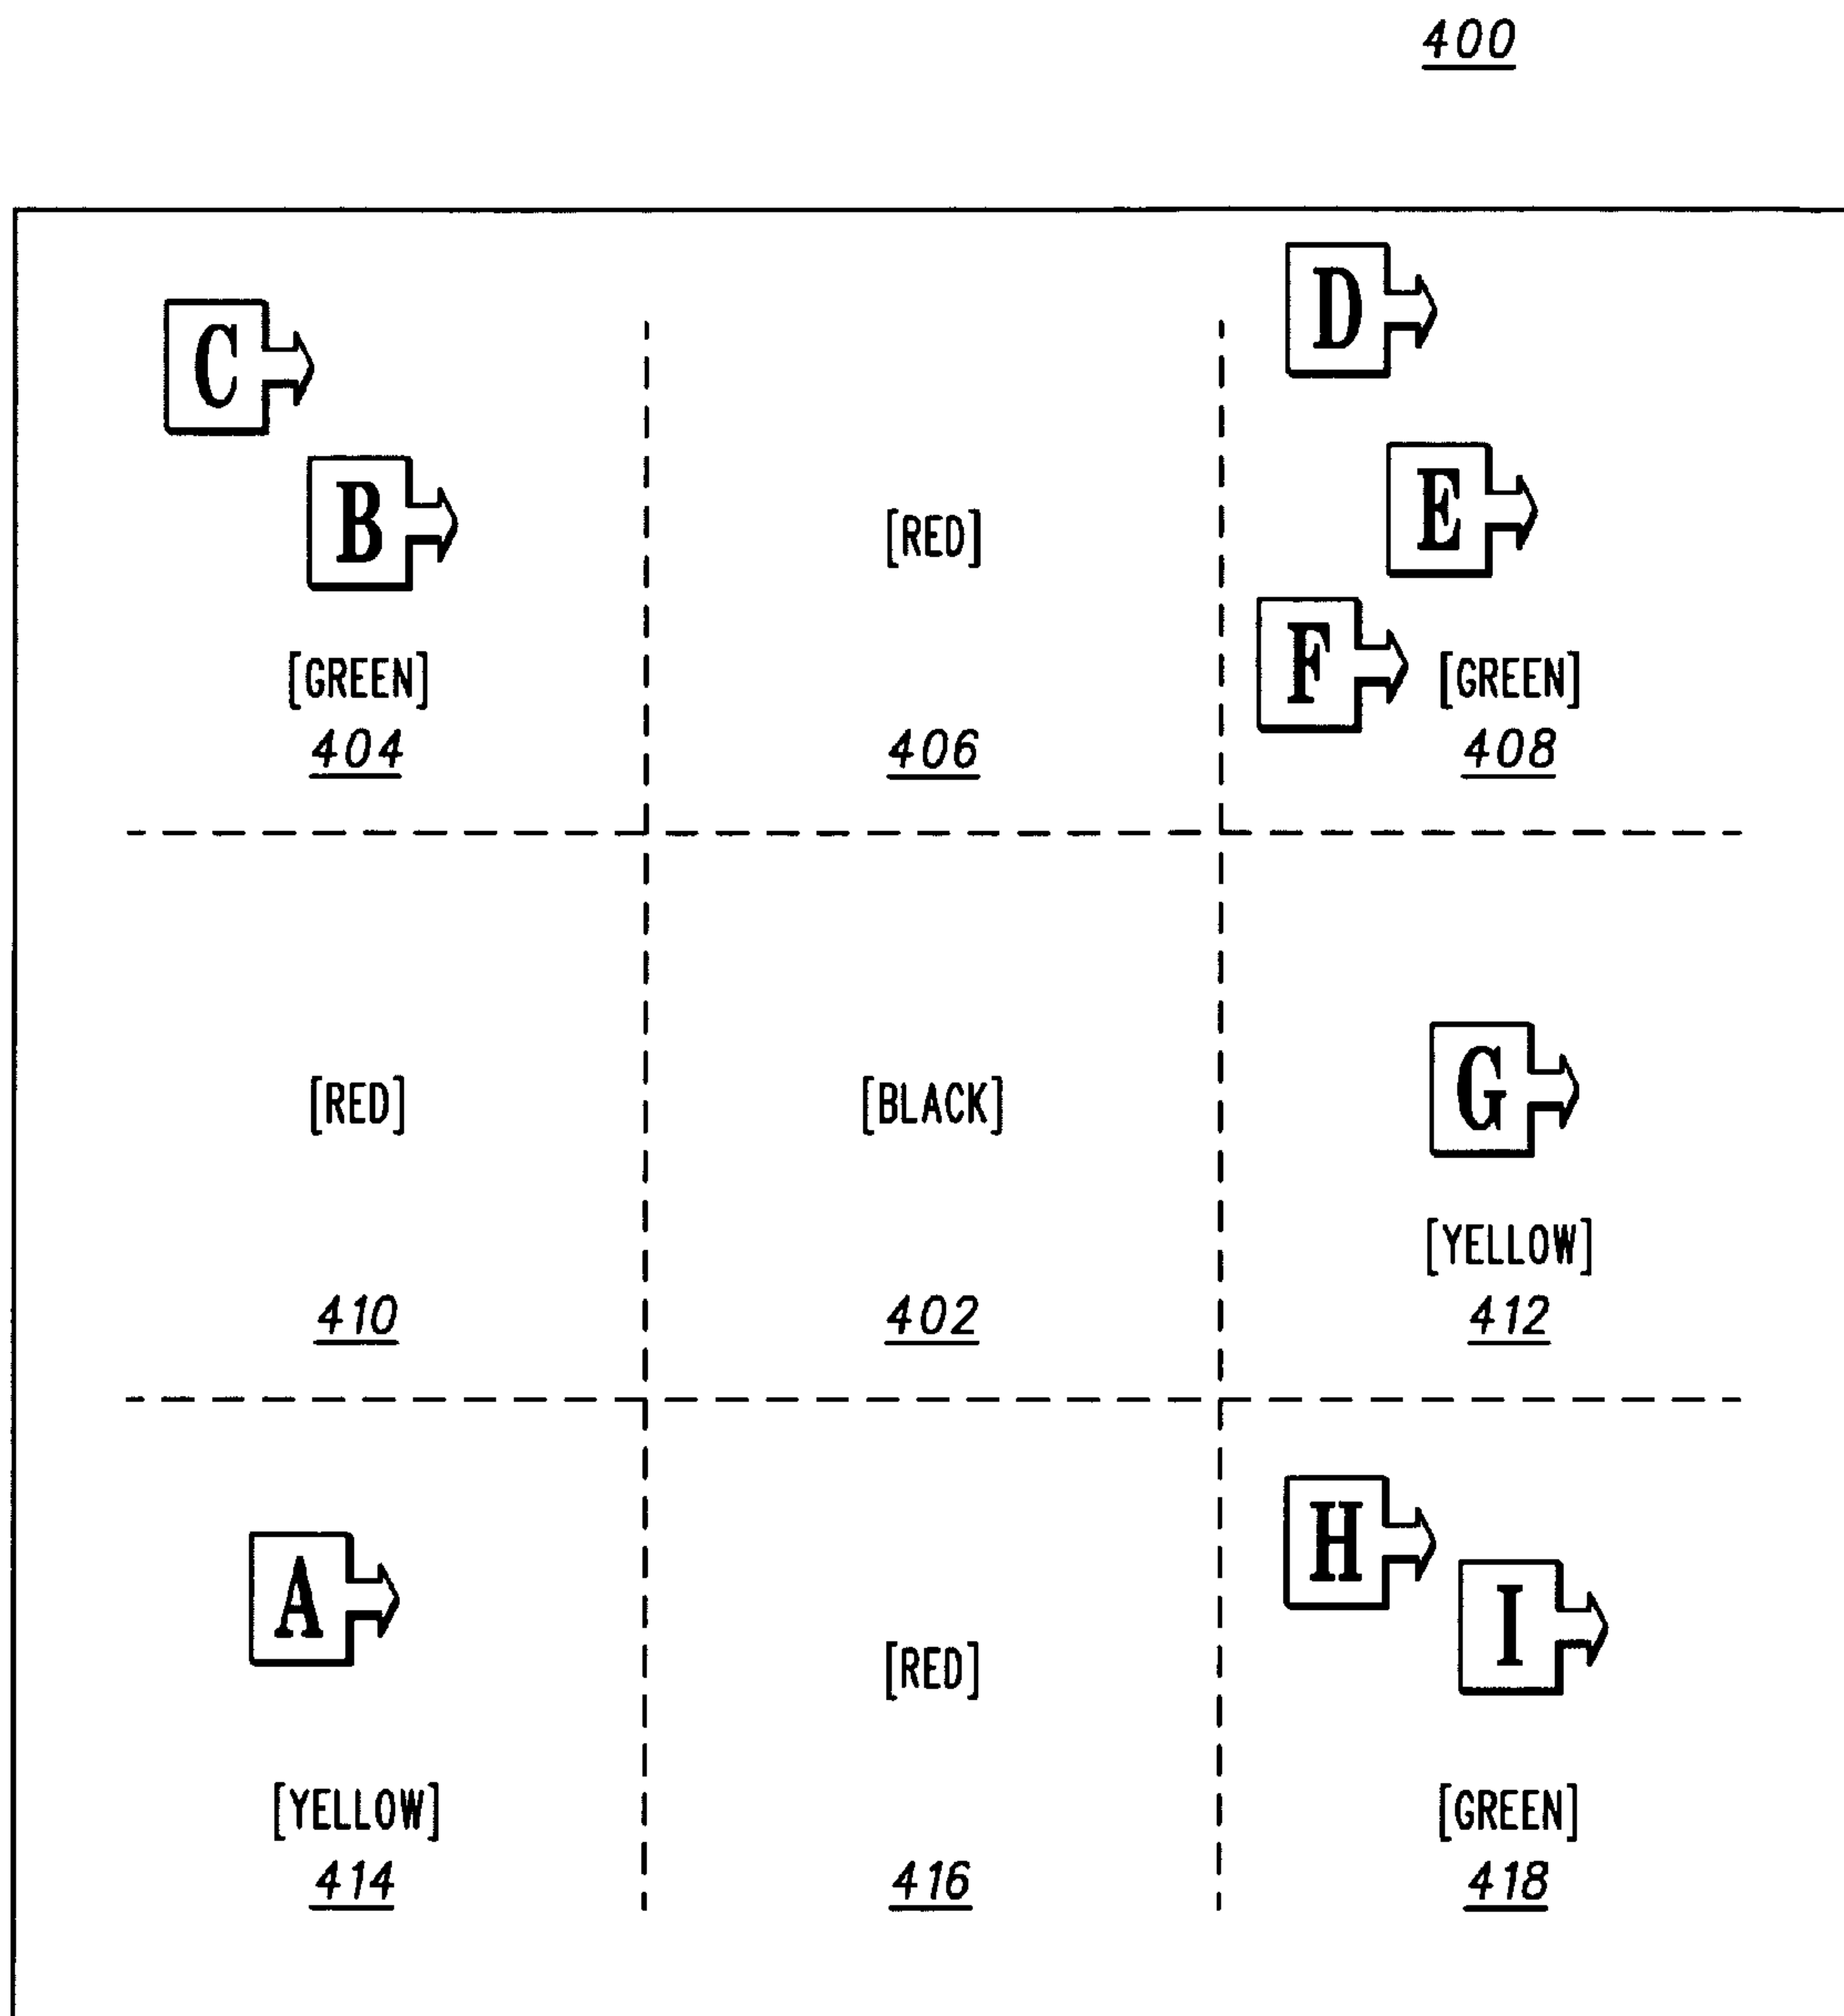 400
C
D
B
E
[RED]
F
[GREEN]
[GREEN]
404
406
408
G
[RED]
[BLACK]
[YELLOW]
410
402
412
H
A
I
[RED]
[YELLOW]
[GREEN]
414
416
418